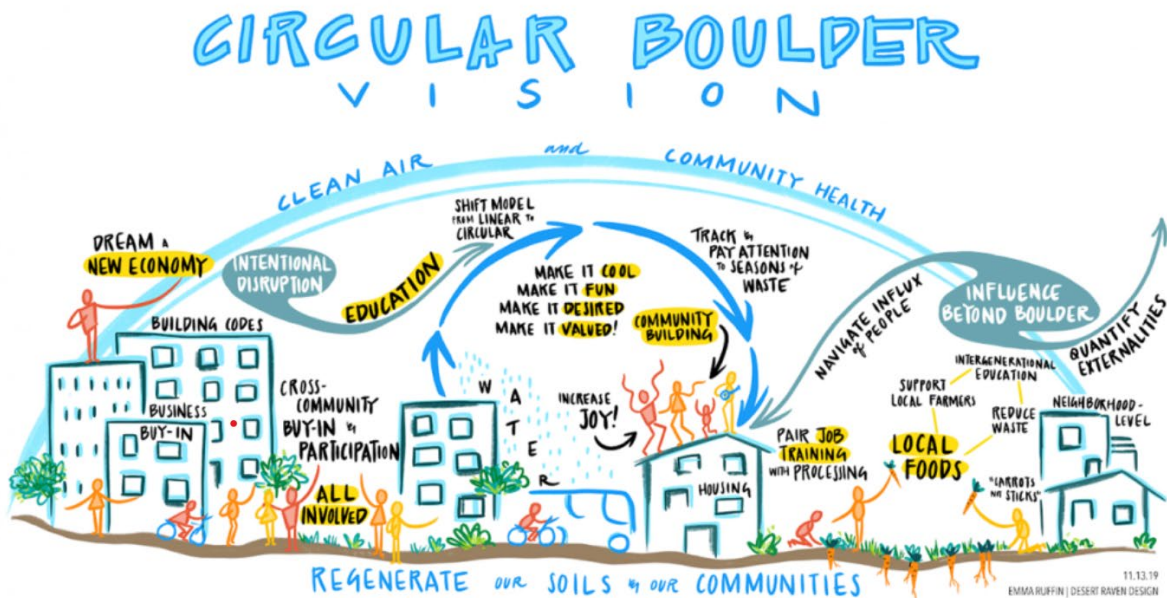 CIRCULAR BOULDER
VISION
CLEAN AIR and COMMUNITY HEALTH
DREAM A
NEW ECONOMY
INTENTIONAL
DISRUPTION
EDUCATION
SHIFT MODEL
FROM LINEAR TO
CIRCULAR
MAKE IT COOL
MAKE IT FUN
MAKE IT DESIRED
MAKE IT VALUED!
TRACK &
PAY ATTENTION
TO SEASONS of
WASTE
COMMUNITY
BUILDING
INCREASE
JOY!
NAVIGATE INFLUX
of PEOPLE
INFLUENCE
BEYOND BOULDER
QUANTIFY
EXTERNALITIES
BUILDING CODES
BUSINESS
BUY-IN
CROSS-
COMMUNITY
BUY-IN &
PARTICIPATION
ALL
INVOLVED
WATER
HOUSING
PAIR JOB
TRAINING
WITH PROCESSING
INTERGENERATIONAL
EDUCATION
SUPPORT
LOCAL FARMERS
REDUCE
WASTE
LOCAL
FOODS
"CARROTS
NOT STICKS"
NEIGHBORHOOD-
LEVEL
REGENERATE OUR SOILS & OUR COMMUNITIES
11.13.19
EMMA RUFFIN | DESERT RAVEN DESIGN